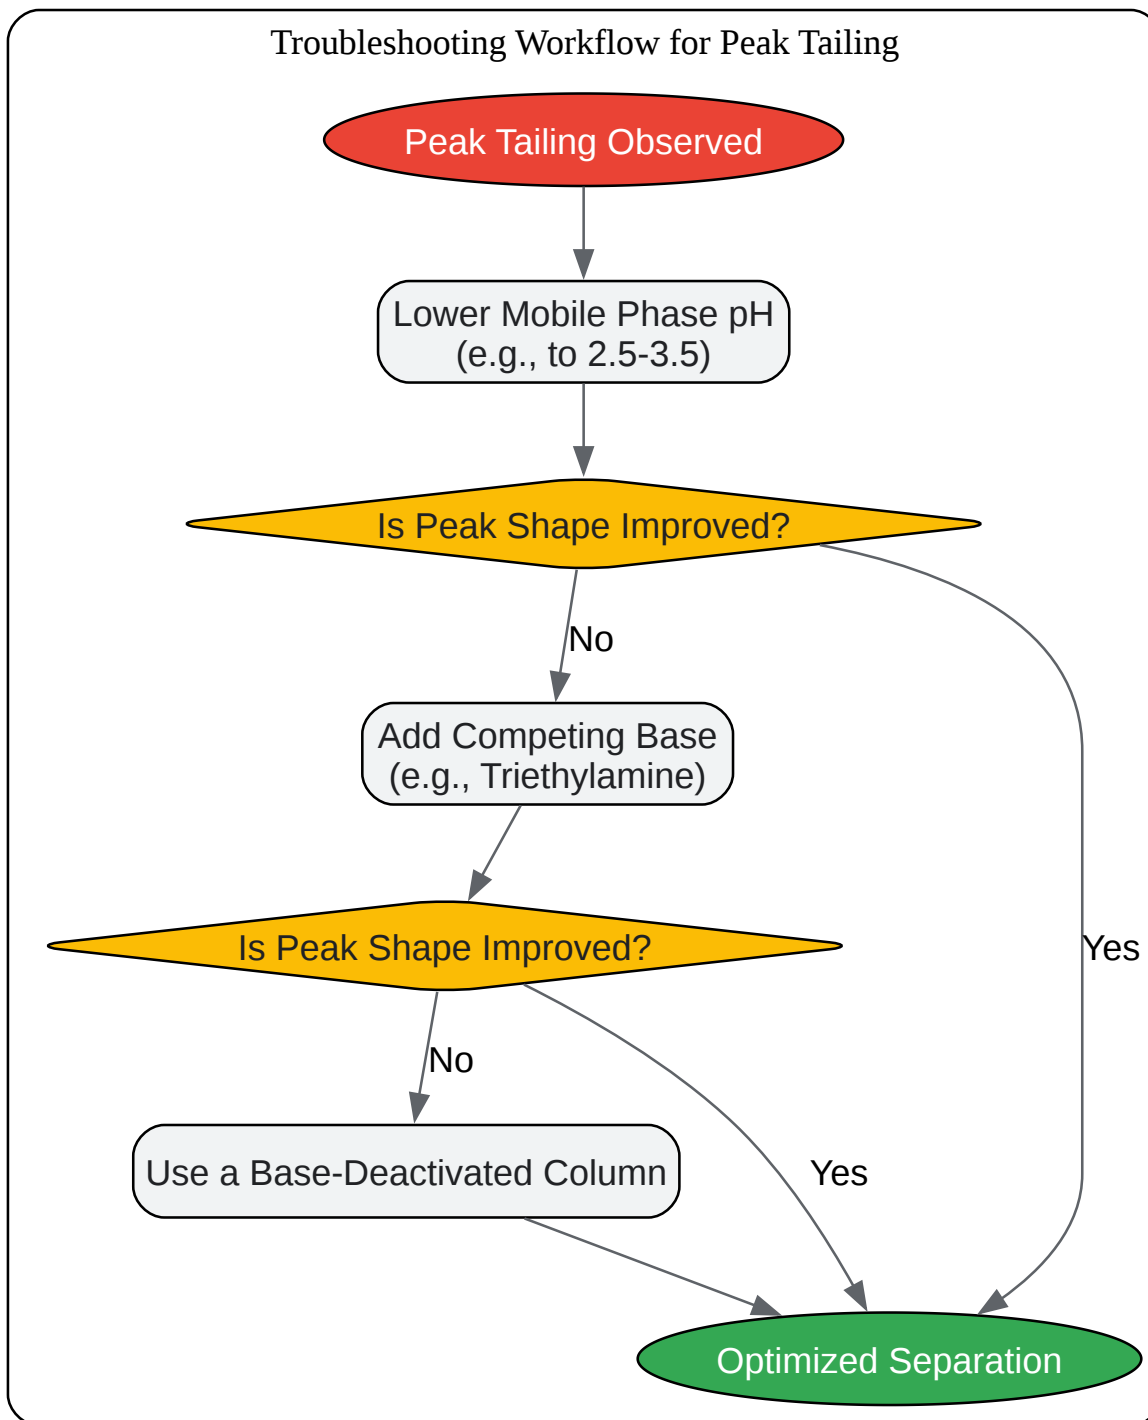 Troubleshooting Workflow for Peak Tailing
Peak Tailing Observed
Lower Mobile Phase pH
(e.g., to 2.5-3.5)
Is Peak Shape Improved?
No
Add Competing Base
(e.g., Triethylamine)
Is Peak Shape Improved?
Yes
No
Use a Base-Deactivated Column
Yes
Optimized Separation